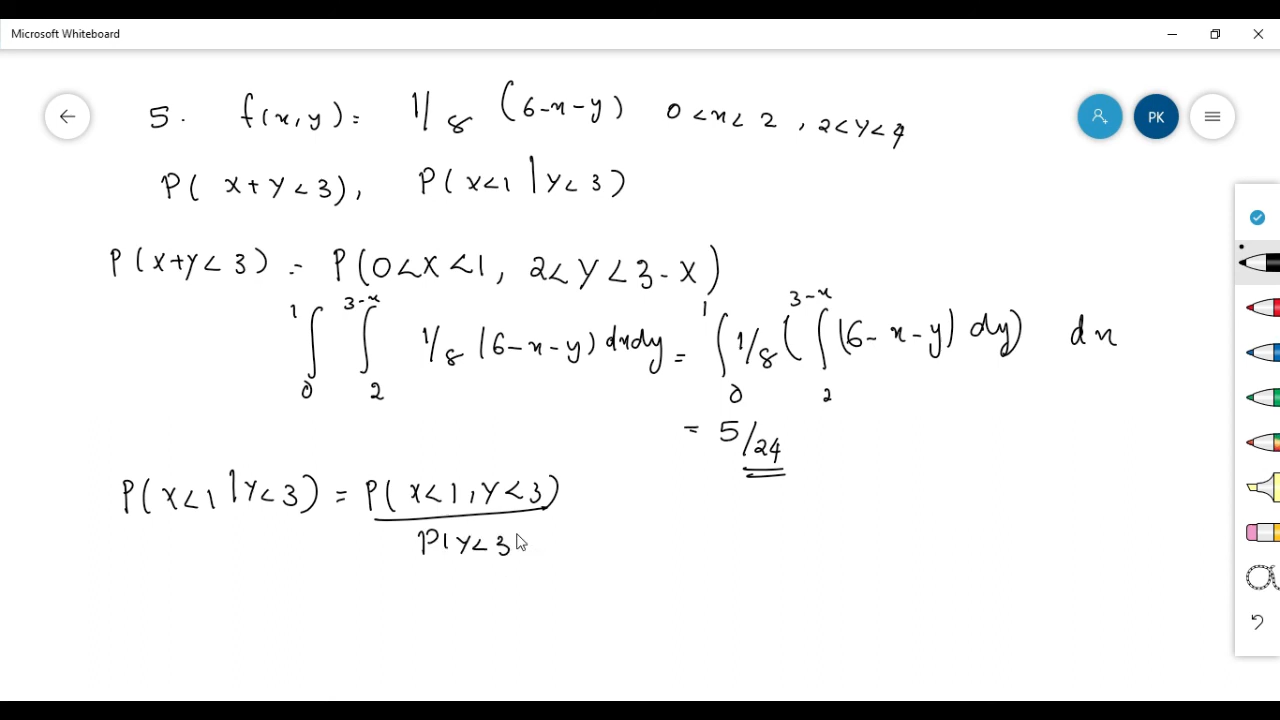 Microsoft Whiteboard
5. f(x,y) = 1/8 (6-x-y) 0<x<2, 2<y<4
P(X+Y<3), P(X<1|Y<3)
PK
P(X+Y<3) = P(0<X<1, 2<Y<3-X)
∫₀¹ ∫₂³⁻ˣ 1/8 (6-x-y) dxdy = ∫₀¹ 1/8 (∫₂³⁻ˣ (6-x-y) dy) dx
= 5/24
P(X<1|Y<3) = P(X<1, Y<3)
P(Y<3